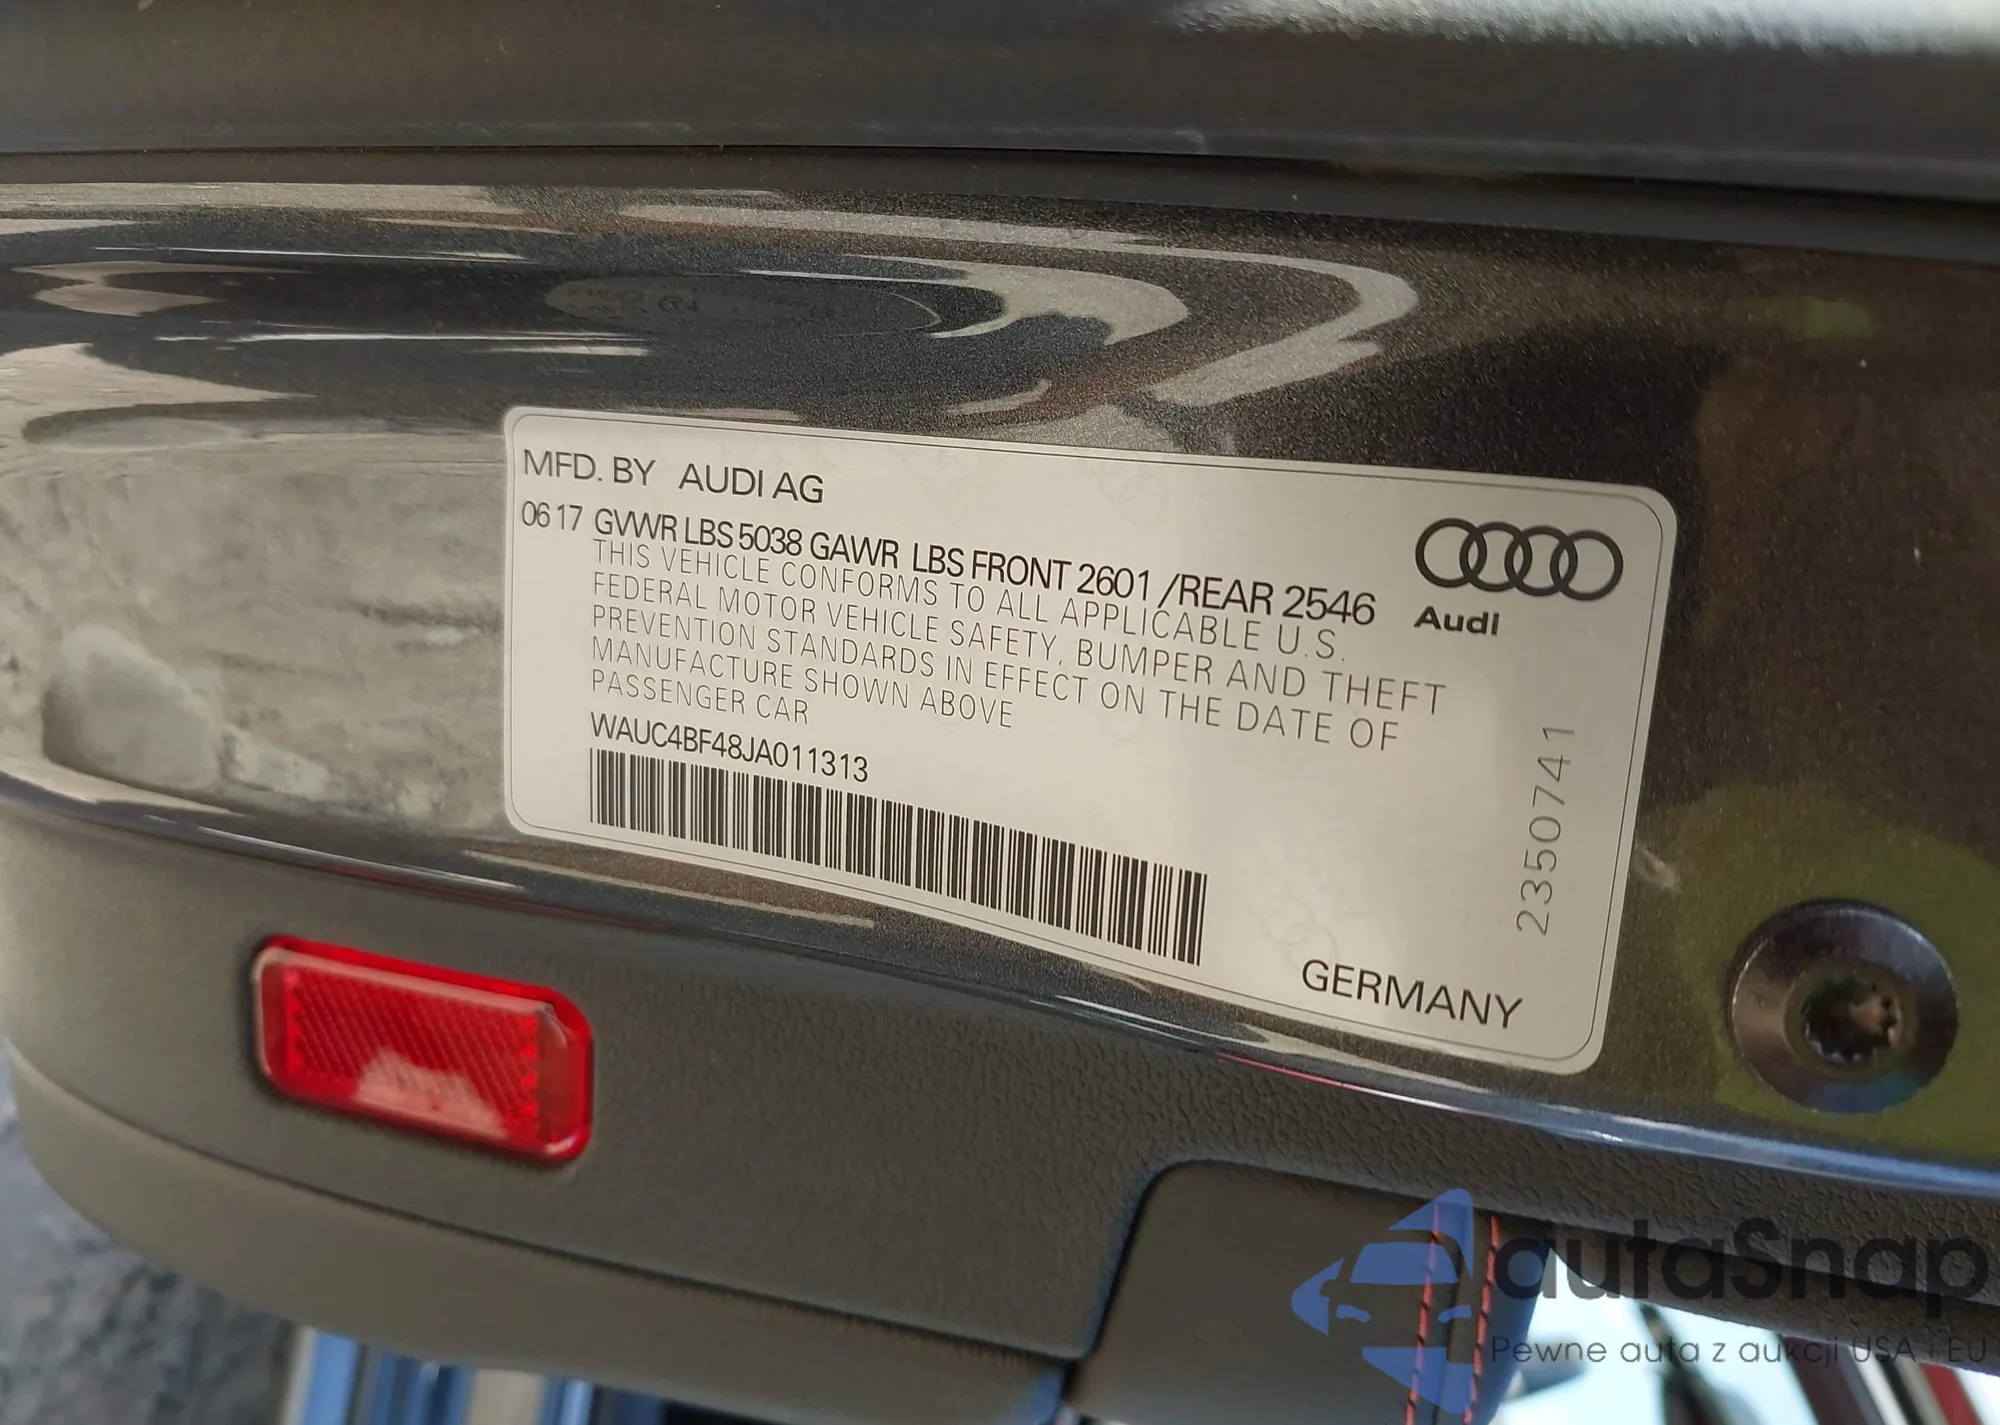 MFD. BY AUDI AG
06 17 GVWR LBS 5038 GAWR LBS FRONT 2601 /REAR 2546
THIS VEHICLE CONFORMS TO ALL APPLICABLE U.S.
FEDERAL MOTOR VEHICLE SAFETY, BUMPER AND THEFT
PREVENTION STANDARDS IN EFFECT ON THE DATE OF
MANUFACTURE SHOWN ABOVE
PASSENGER CAR
WAUC4BF48JA011313
Audi
2350741
GERMANY
autaSnap
Pewne auta z aukcji USA i EU